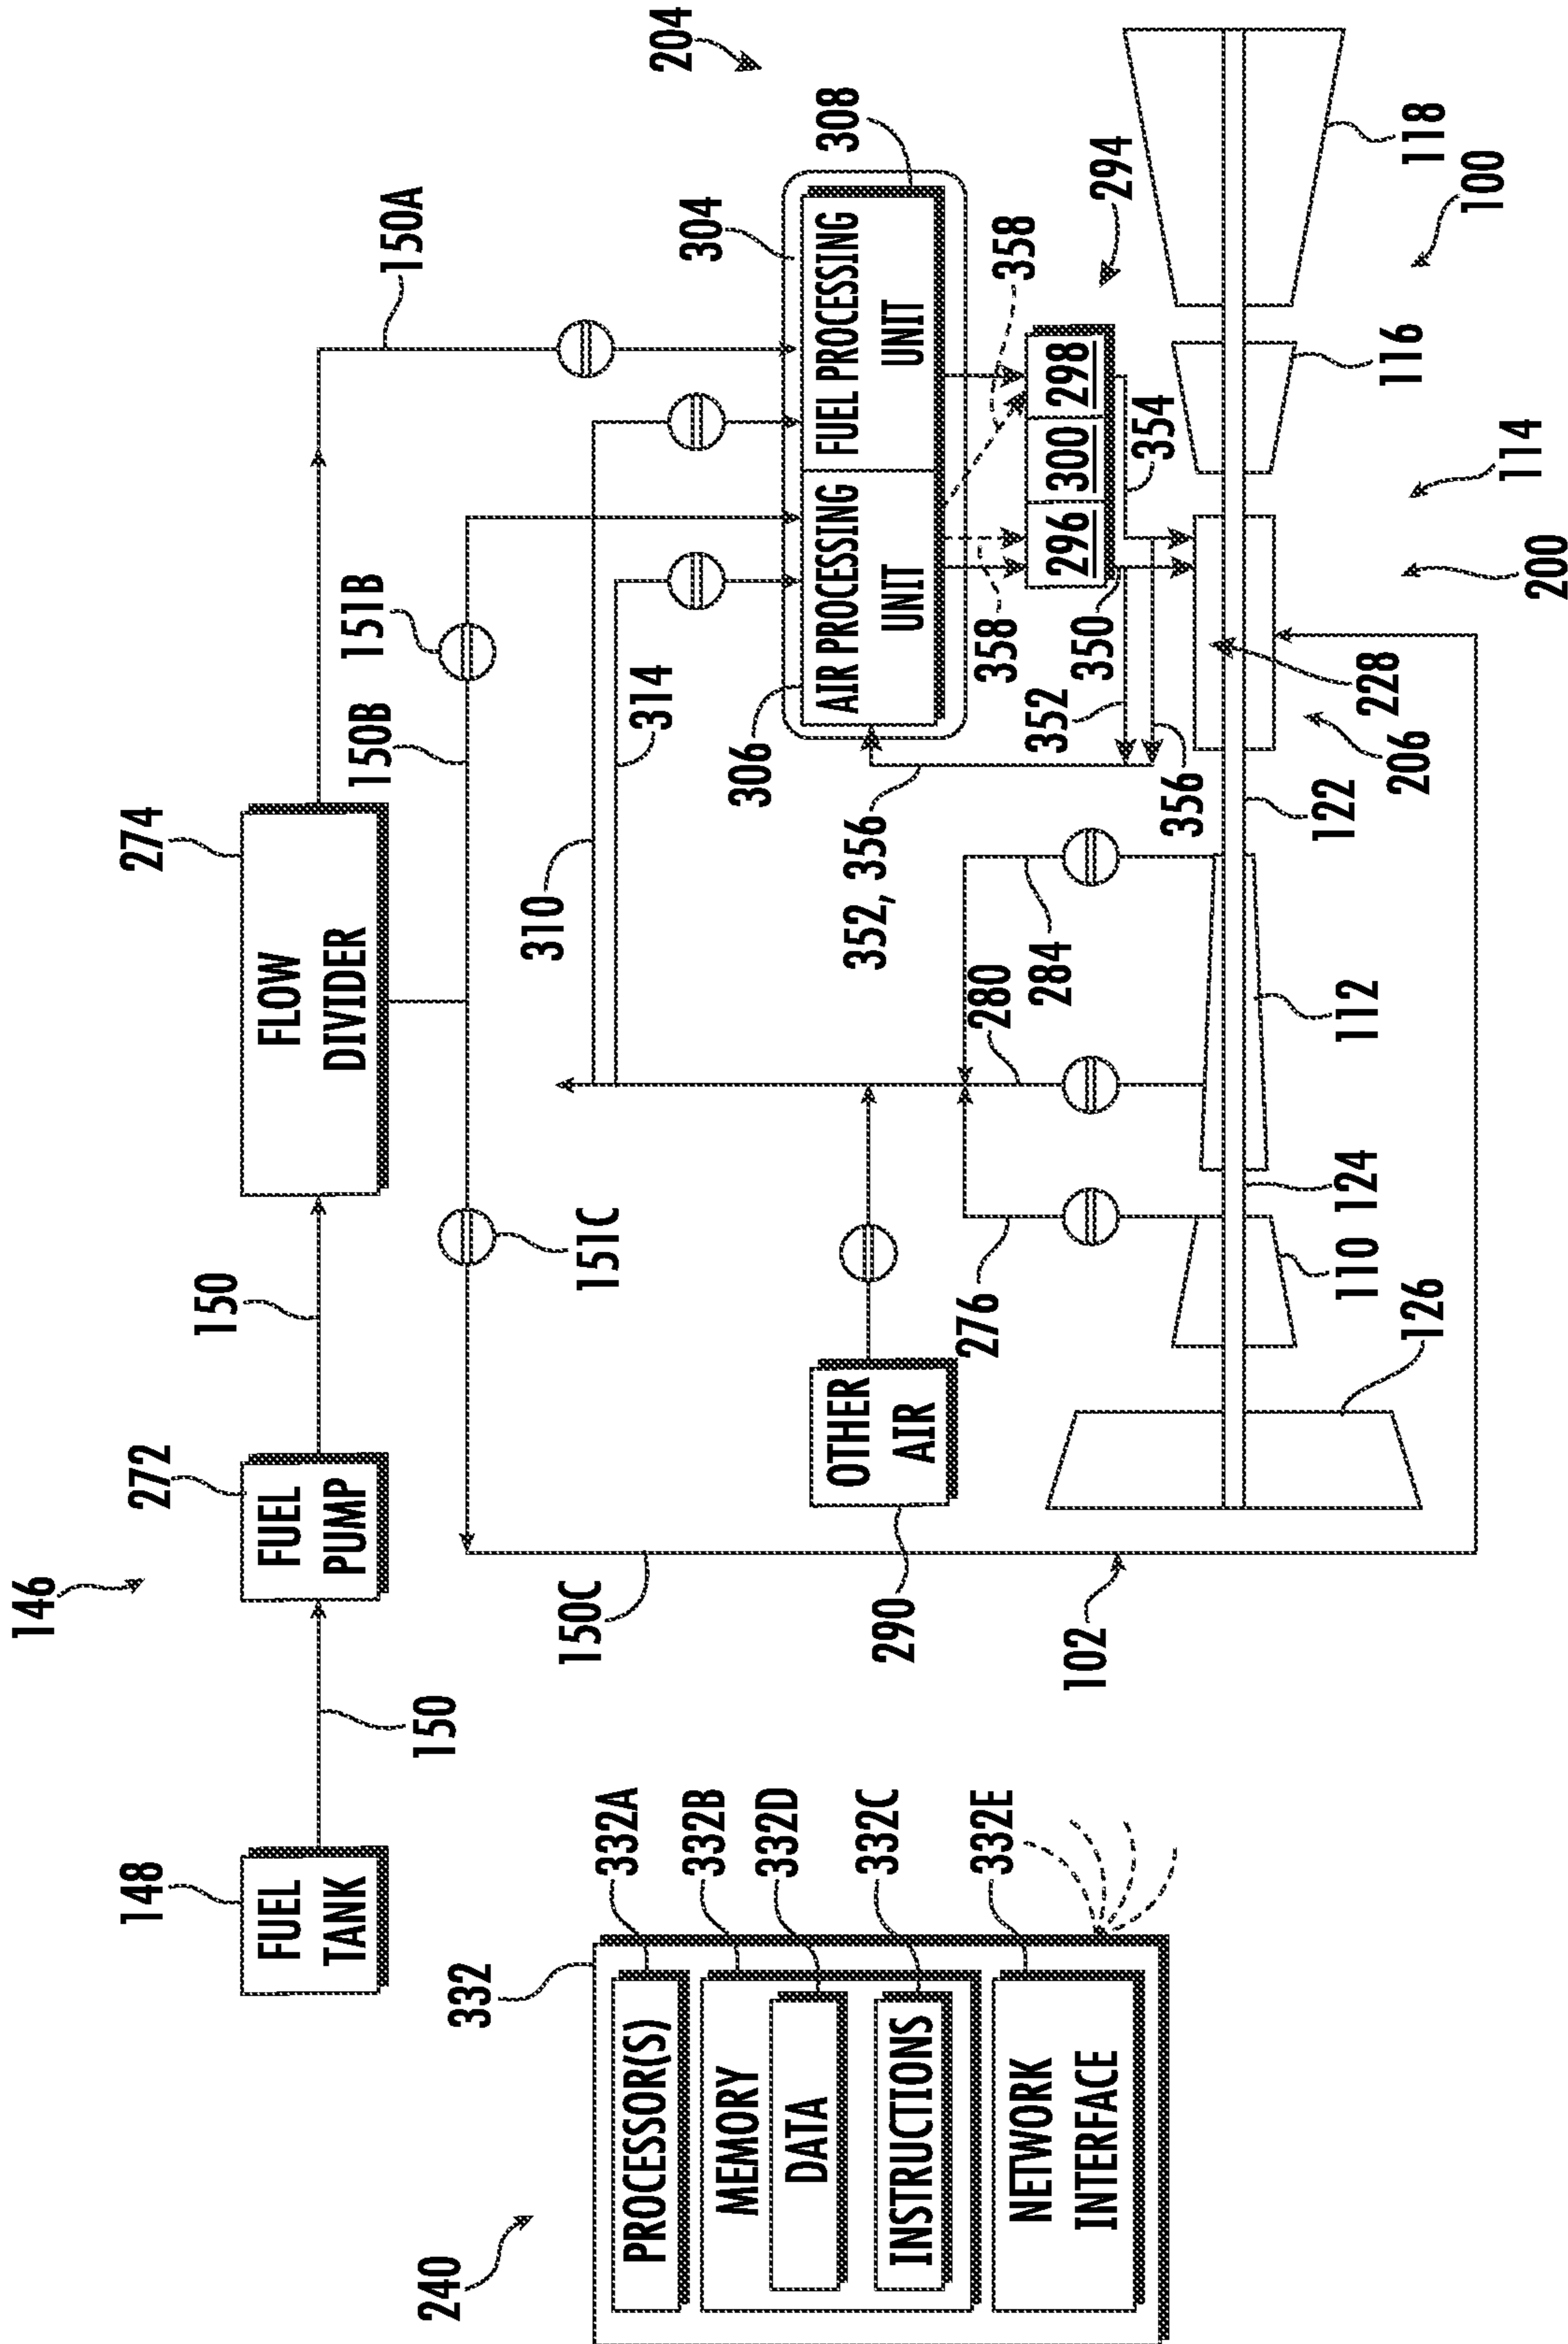 146
148
FUEL
TANK
150
272
FUEL
PUMP
150
274
FLOW
DIVIDER
150A
150B
151B
151C
150C
310
314
204
304
308
306
AIR PROCESSING
UNIT
FUEL PROCESSING
UNIT
352, 356
358
358
294
296
300
298
350
352
354
356
OTHER
AIR
290
276
280
284
102
126
110
124
112
122
206
228
200
114
116
118
100
240
332
PROCESSOR(S)
332A
MEMORY
332B
DATA
332D
INSTRUCTIONS
332C
NETWORK
INTERFACE
332E